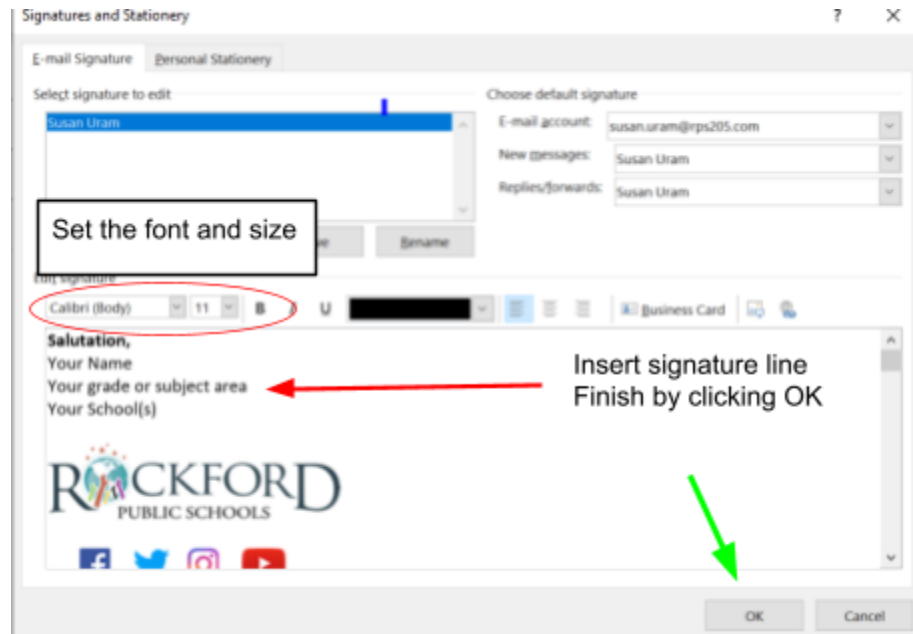 Signatures and Stationery
E-mail Signature Personal Stationery
Select signature to edit
Susan Uram
Choose default signature
E-mail account: susan.uram@rps205.com
New messages: Susan Uram
Replies/forwards: Susan Uram
Set the font and size
Rename
Edit signature
Calibri (Body) 11 B I U Business Card
Salutation,
Your Name
Your grade or subject area
Your School(s)
Insert signature line
Finish by clicking OK
ROCKFORD
PUBLIC SCHOOLS
OK Cancel